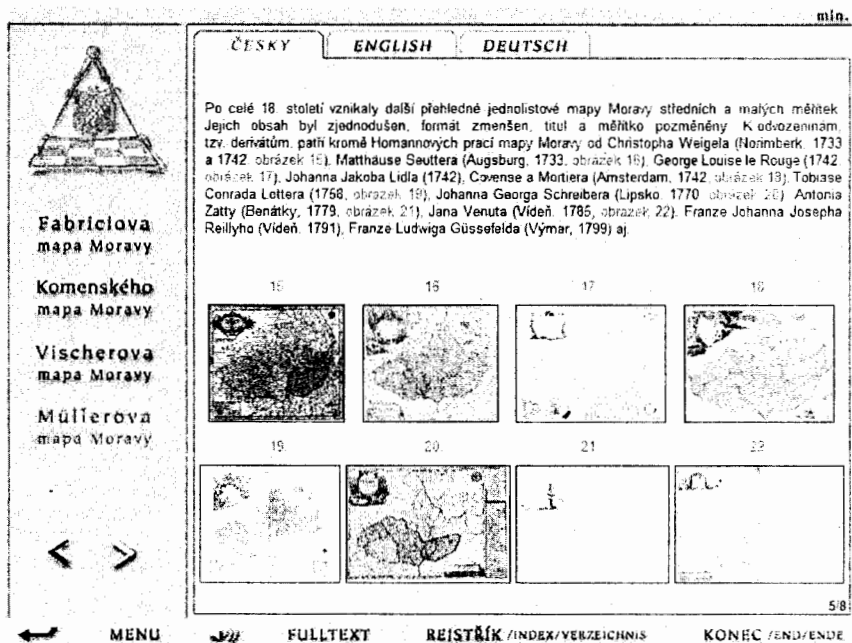 min.
ČESKY
ENGLISH
DEUTSCH
Po celé 18. století vznikaly další přehledné jednolistové mapy Moravy středních a malých měřítek.
Jejich obsah byl zjednodušen, formát zmenšen, titul a měřítko pozměněny. K odvozeninám,
tzv. derivátům, patří kromě Homannových prací mapy Moravy od Christopha Weigela (Norimberk, 1733
a 1742, obrázek 15), Matthäuse Seuttera (Augsburg, 1733, obrázek 16), George Louise le Rouge (1742,
obrázek 17), Johanna Jakoba Lidla (1742), Covense a Mortiera (Amsterdam, 1742, obrázek 18), Tobiase
Conrada Lottera (1758, obrázek 19), Johanna Georga Schreibera (Lipsko, 1770, obrázek 20), Antonia
Zatty (Benátky, 1779, obrázek 21), Jana Venuta (Vídeň, 1785, obrázek 22), Franze Johanna Josepha
Reillyho (Vídeň, 1791), Franze Ludwiga Güssefelda (Výmar, 1799) aj.
Fabriciova
mapa Moravy
Komenského
mapa Moravy
Vischerova
mapa Moravy
Müllerova
mapa Moravy
15
16
17
18
19
20
21
22
5/8
MENU
FULLTEXT
REJSTŘÍK /INDEX/VERZEICHNIS
KONEC /END/ENDE